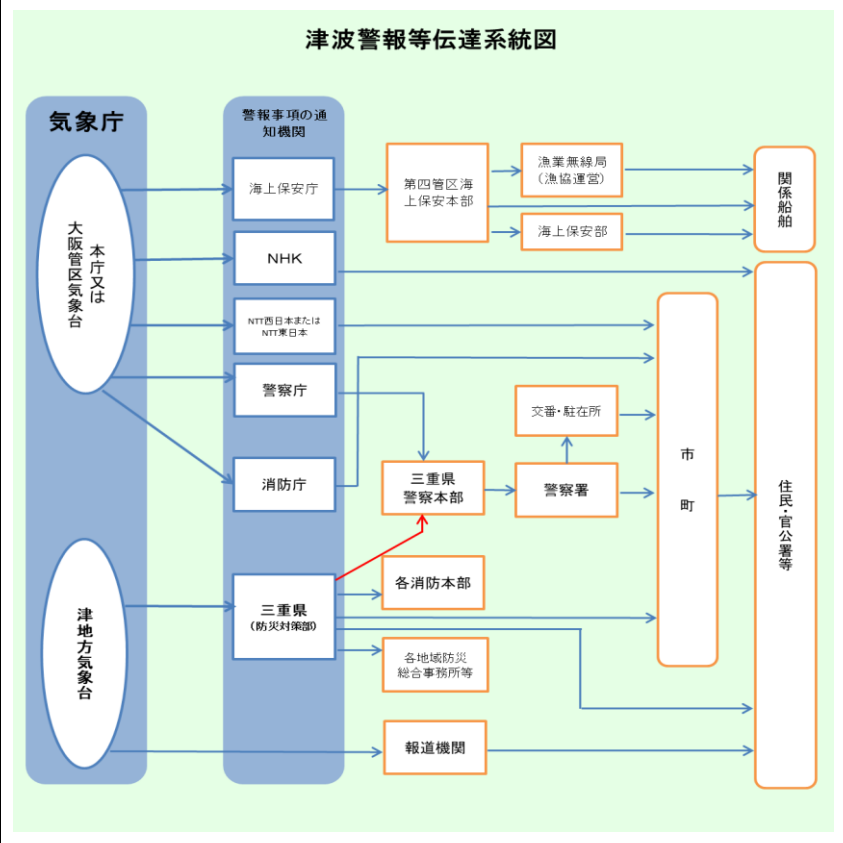 津波警報等伝達系統図
気象庁
本庁又は
大阪管区気象台
津地方気象台
警報事項の通
知機関
海上保安庁
NHK
NTT西日本または
NTT東日本
警察庁
消防庁
三重県
(防災対策部)
第四管区海
上保安本部
漁業無線局
(漁協運営)
海上保安部
交番・駐在所
三重県
警察本部
警察署
各消防本部
各地域防災
総合事務所等
報道機関
市町
関係船舶
住民・官公署等